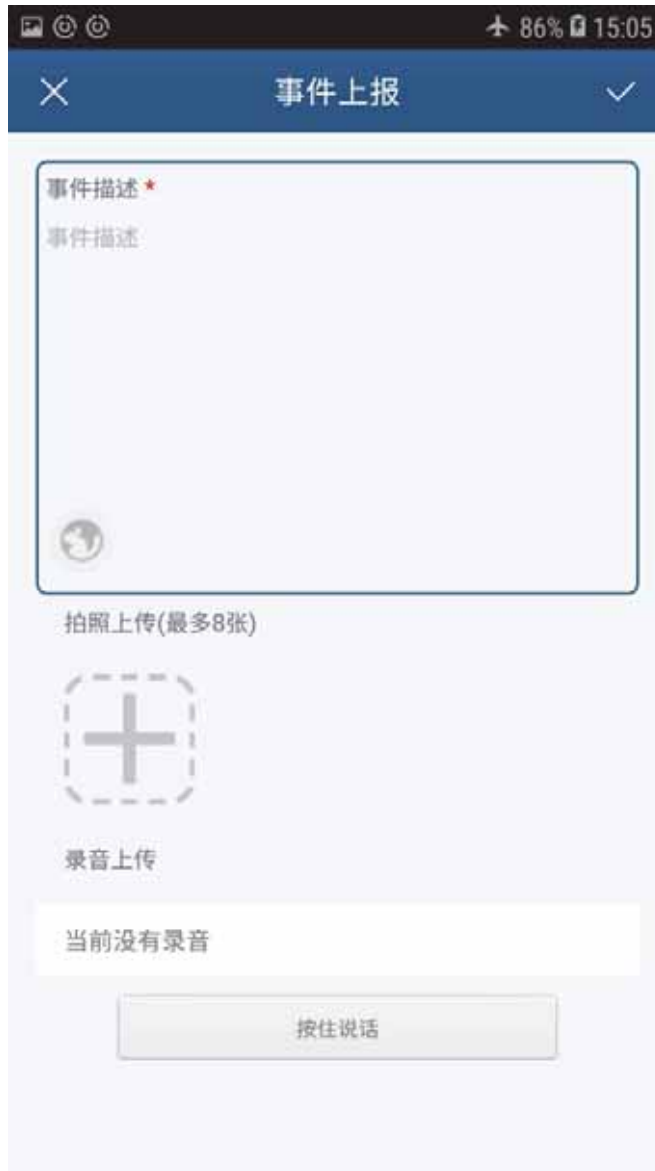 86% 15:05
事件上报
事件描述 *
事件描述
拍照上传(最多8张)
录音上传
当前没有录音
按住说话